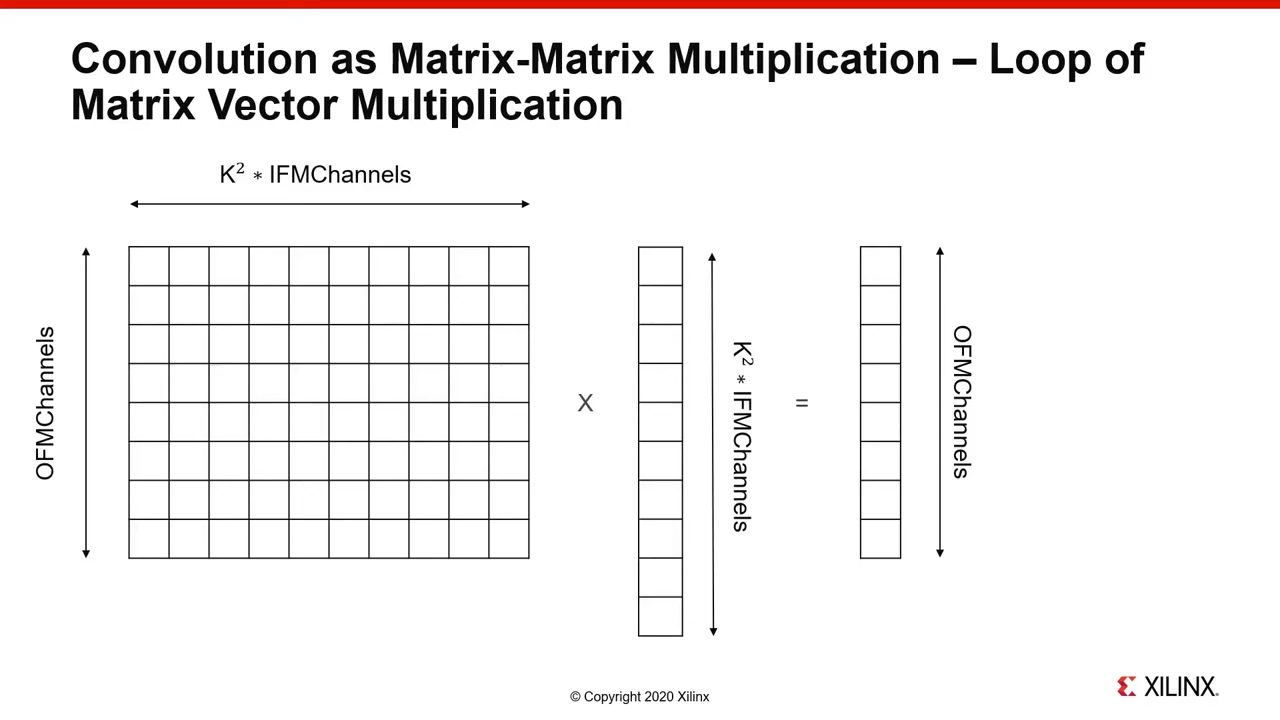 Convolution as Matrix-Matrix Multiplication – Loop of
Matrix Vector Multiplication
K² * IFMChannels
OFMChannels
X
K² * IFMChannels
=
OFMChannels
© Copyright 2020 Xilinx
XILINX.